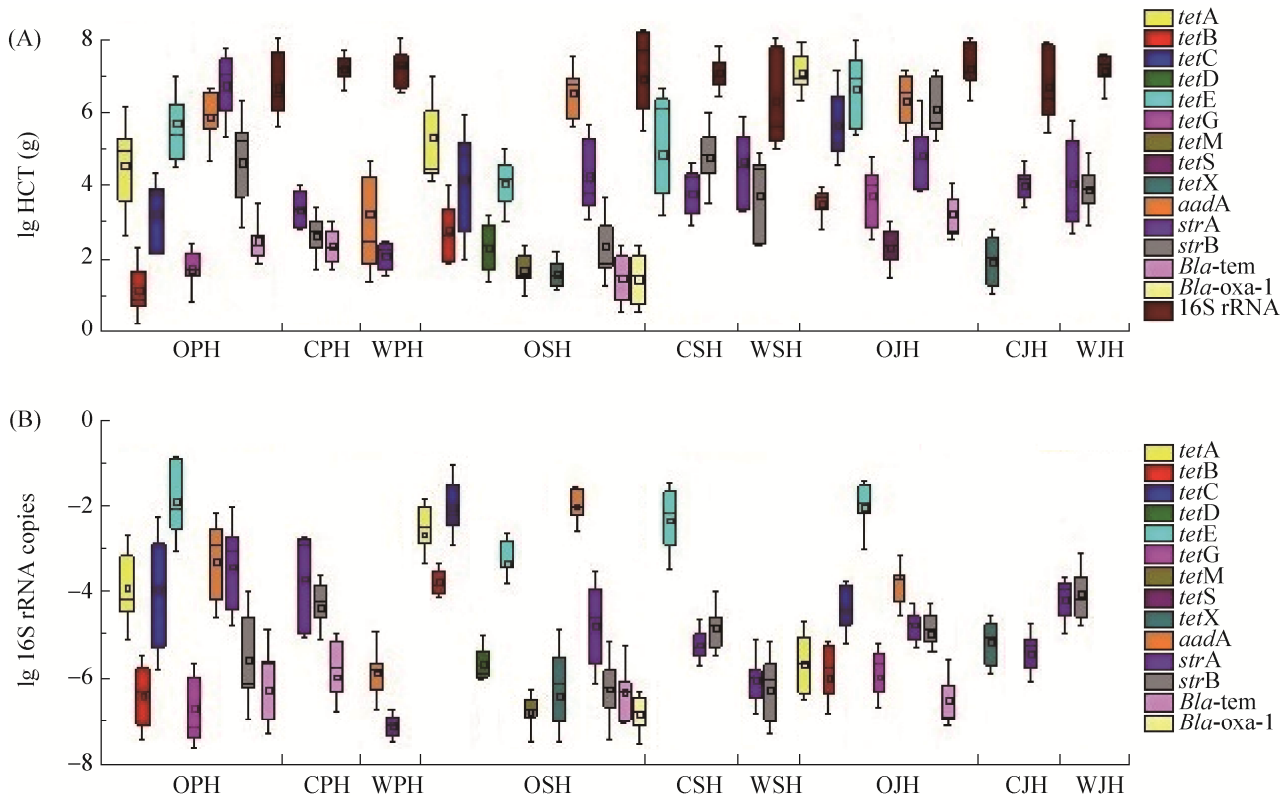 (A)
lg HCT (g)
8
6
4
2
0
OPH CPH WPH OSH CSH WSH OJH CJH WJH
tetA
tetB
tetC
tetD
tetE
tetG
tetM
tetS
tetX
aadA
strA
strB
Bla-tem
Bla-oxa-1
16S rRNA
(B)
lg 16S rRNA copies
0
−2
−4
−6
−8
OPH CPH WPH OSH CSH WSH OJH CJH WJH
tetA
tetB
tetC
tetD
tetE
tetG
tetM
tetS
tetX
aadA
strA
strB
Bla-tem
Bla-oxa-1